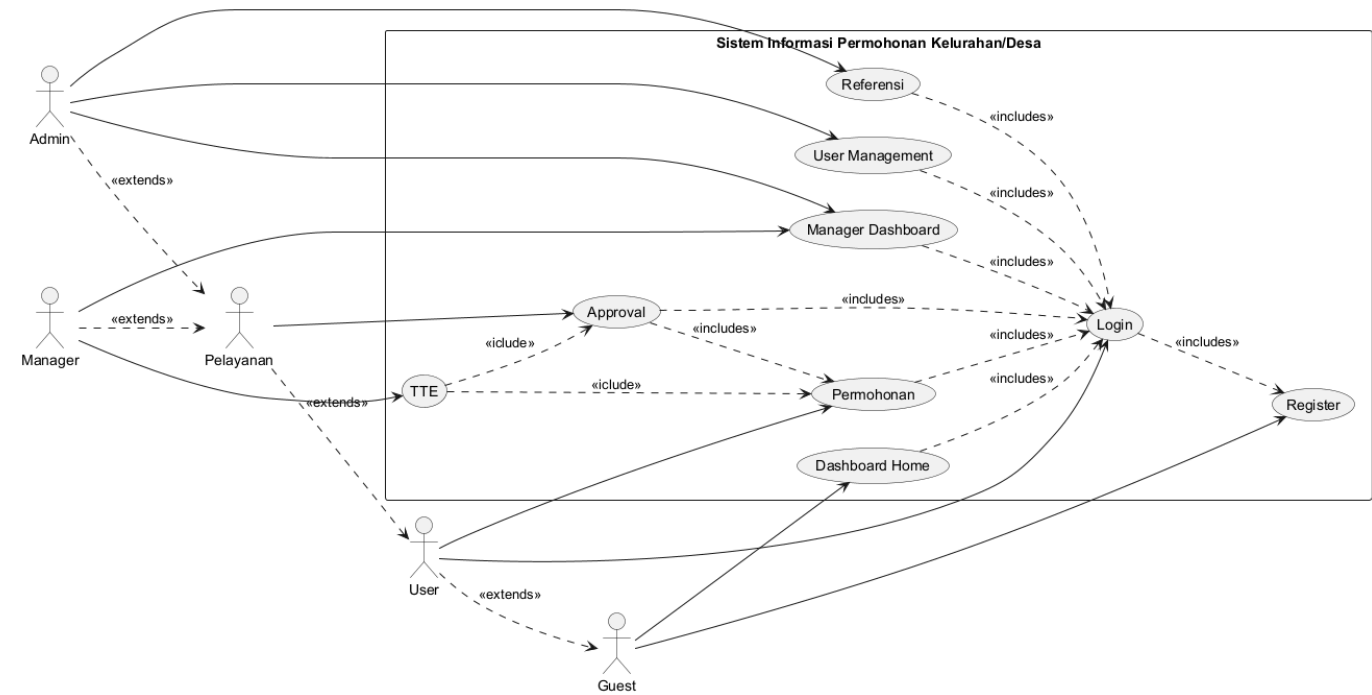 Sistem Informasi Permohonan Kelurahan/Desa
Referensi
Admin
«includes»
User Management
«extends»
«includes»
Manager Dashboard
«includes»
Manager
«extends»
Pelayanan
Approval
«includes»
Login
«iclude»
«includes»
«includes»
«includes»
TTE
«iclude»
Permohonan
«includes»
Register
«extends»
Dashboard Home
User
«extends»
Guest